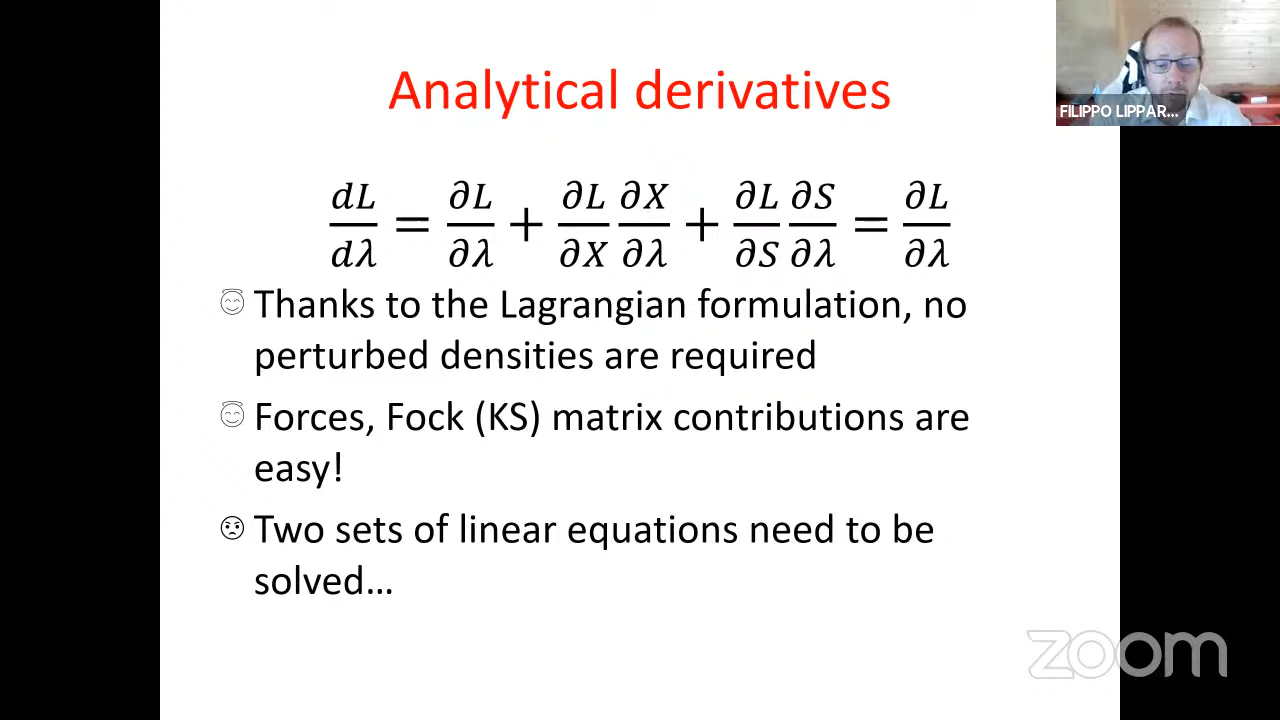 Analytical derivatives
FILIPPO LIPPAR...
dL/dλ = ∂L/∂λ + ∂L/∂X ∂X/∂λ + ∂L/∂S ∂S/∂λ = ∂L/∂λ
Thanks to the Lagrangian formulation, no
perturbed densities are required
Forces, Fock (KS) matrix contributions are
easy!
Two sets of linear equations need to be
solved...
zoom